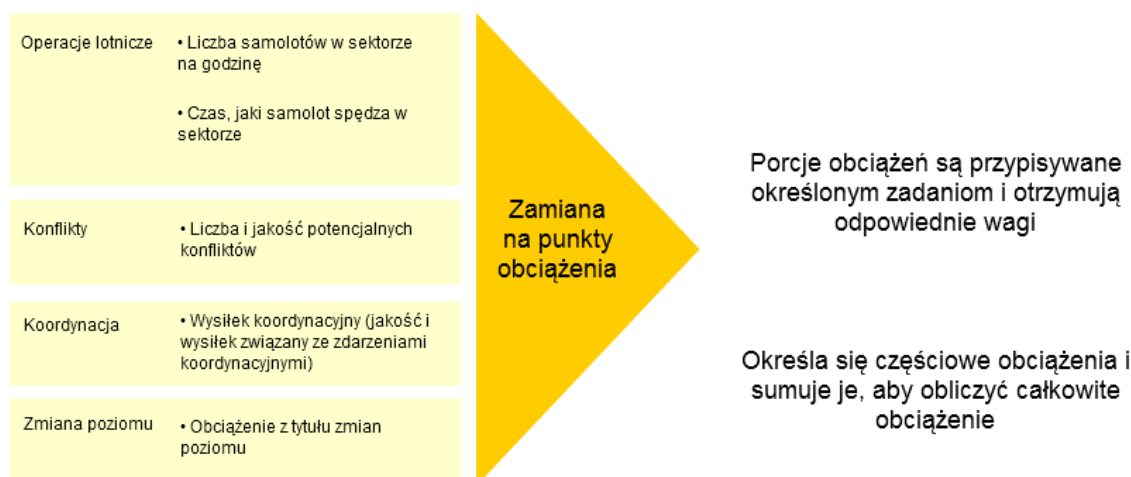 Operacje lotnicze
• Liczba samolotów w sektorze
na godzinę
• Czas, jaki samolot spędza w
sektorze
Konflikty
• Liczba i jakość potencjalnych
konfliktów
Koordynacja
• Wysiłek koordynacyjny (jakość i
wysiłek związany ze zdarzeniami
koordynacyjnymi)
Zmiana poziomu
• Obciążenie z tytułu zmian
poziomu
Zamiana
na punkty
obciążenia
Porcje obciążeń są przypisywane
określonym zadaniom i otrzymują
odpowiednie wagi
Określa się częściowe obciążenia i
sumuje je, aby obliczyć całkowite
obciążenie